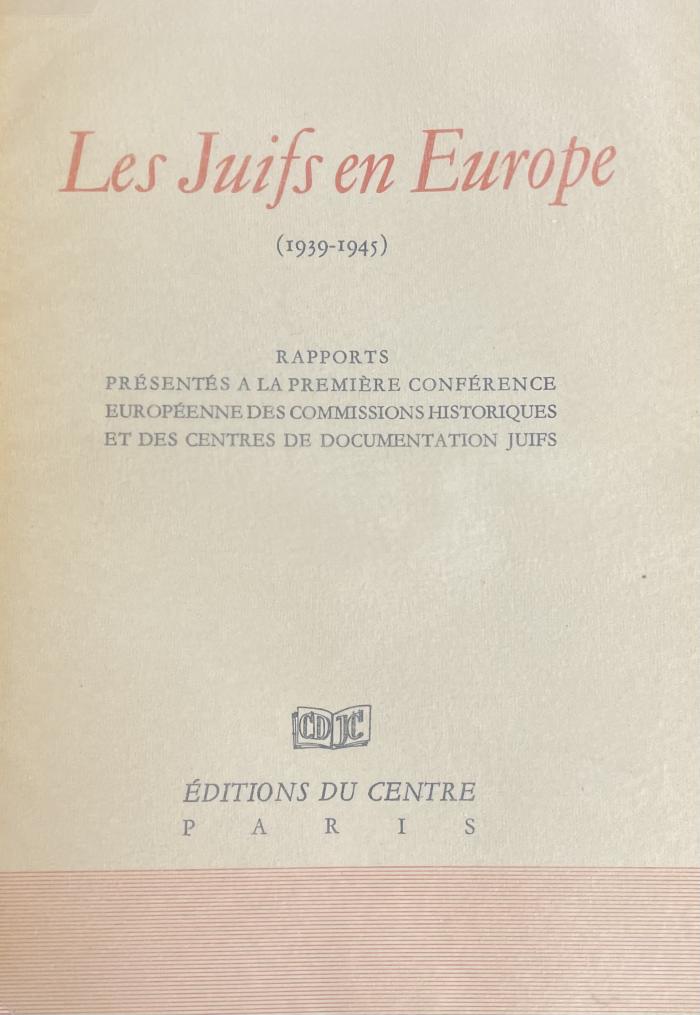 Les Juifs en Europe
(1939-1945)
RAPPORTS
PRÉSENTÉS A LA PREMIÈRE CONFÉRENCE
EUROPÉENNE DES COMMISSIONS HISTORIQUES
ET DES CENTRES DE DOCUMENTATION JUIFS
CDJC
ÉDITIONS DU CENTRE
PARIS